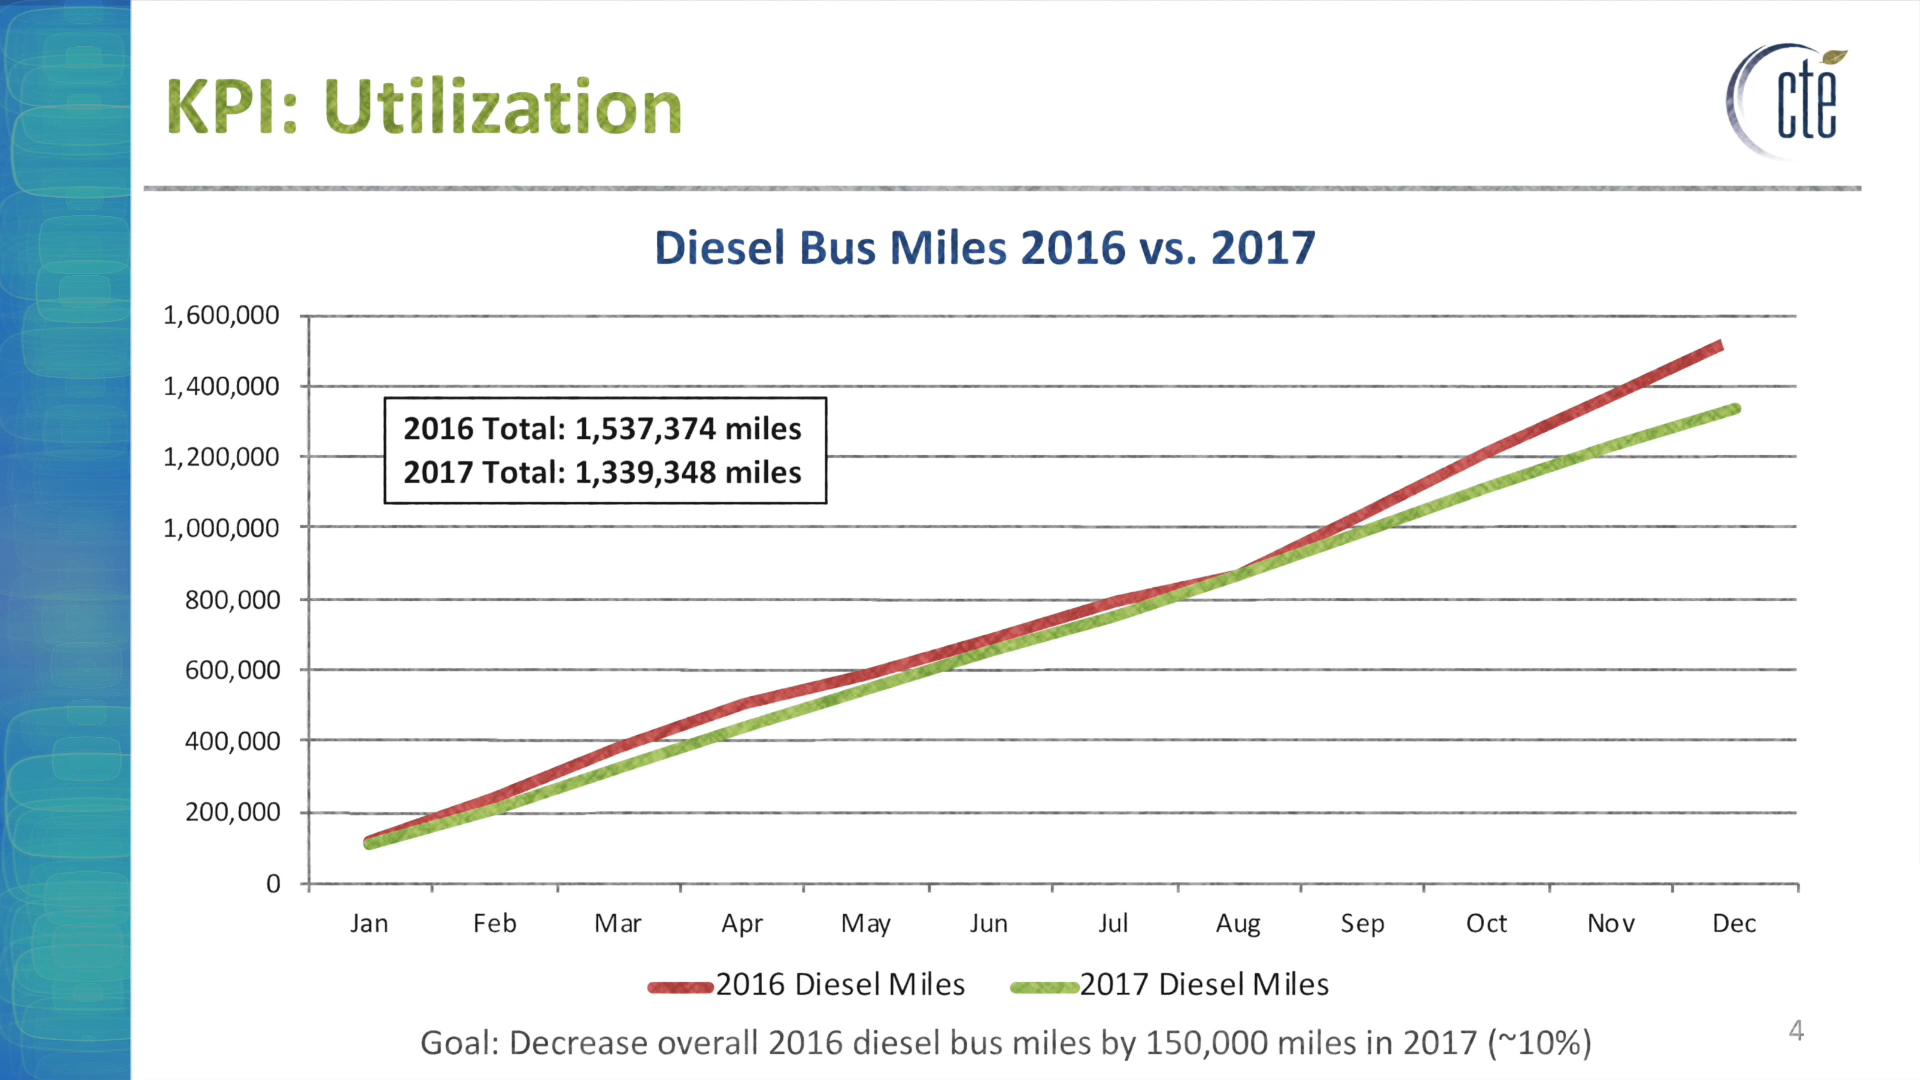 KPI: Utilization
cte
Diesel Bus Miles 2016 vs. 2017
1,600,000
1,400,000
1,200,000
1,000,000
800,000
600,000
400,000
200,000
0
2016 Total: 1,537,374 miles
2017 Total: 1,339,348 miles
Jan Feb Mar Apr May Jun Jul Aug Sep Oct Nov Dec
2016 Diesel Miles 2017 Diesel Miles
Goal: Decrease overall 2016 diesel bus miles by 150,000 miles in 2017 (~10%)
4